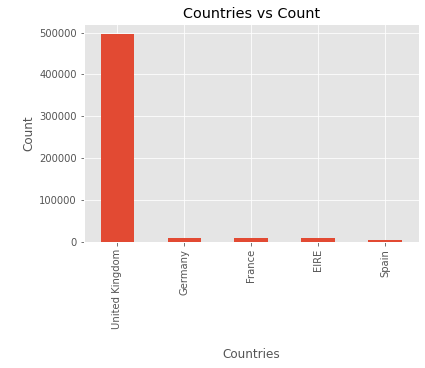 Countries vs Count
500000
400000
300000
200000
100000
0
Count
United Kingdom
Germany
France
EIRE
Spain
Countries